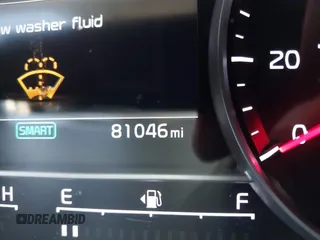 w washer fluid
20
SMART
81046 mi
0
H E F
DREAMBID